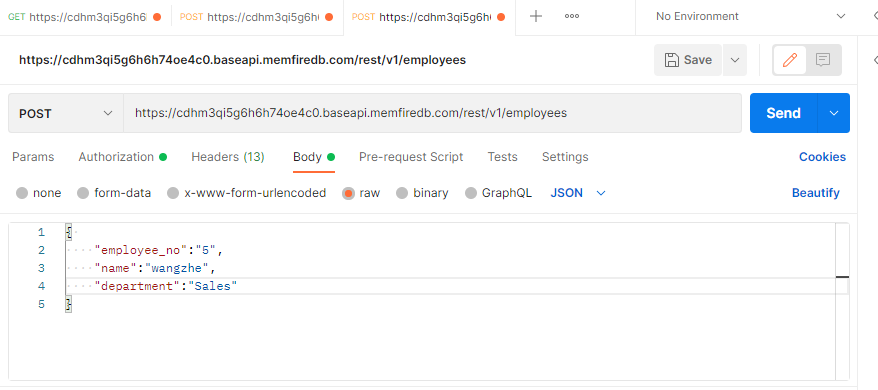 GET https://cdhm3qi5g6h6 POST https://cdhm3qi5g6h POST https://cdhm3qi5g6h + ooo No Environment
https://cdhm3qi5g6h6h74oe4c0.baseapi.memfiredb.com/rest/v1/employees Save
POST https://cdhm3qi5g6h6h74oe4c0.baseapi.memfiredb.com/rest/v1/employees Send
Params Authorization Headers (13) Body Pre-request Script Tests Settings Cookies
none form-data x-www-form-urlencoded raw binary GraphQL JSON Beautify
1 {
2 "employee_no":"5",
3 "name":"wangzhe",
4 "department":"Sales"
5 }